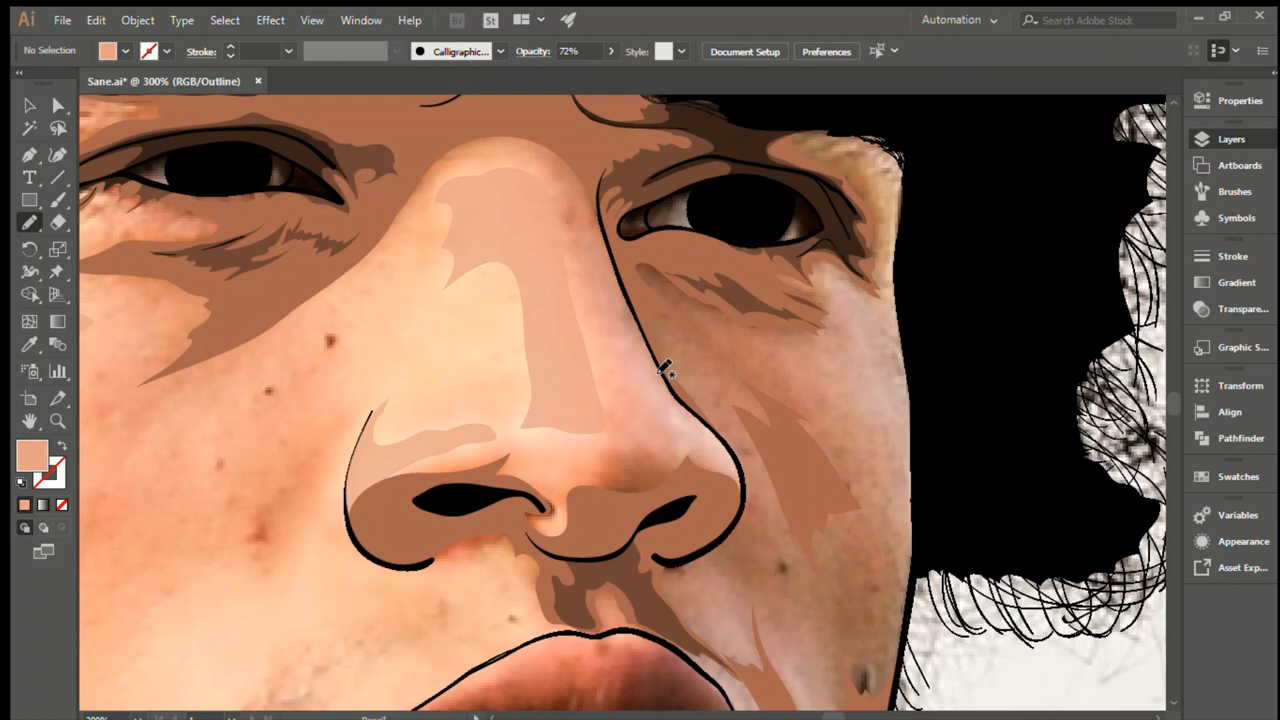 Ai File Edit Object Type Select Effect View Window Help Br St Automation Search Adobe Stock
No Selection Stroke: Calligraphic... Opacity: 72% Style: Document Setup Preferences
Sane.ai* @ 300% (RGB/Outline)
Properties
Layers
Artboards
Brushes
Symbols
Stroke
Gradient
Transpare...
Graphic S...
Transform
Align
Pathfinder
Swatches
Variables
Appearance
Asset Exp...